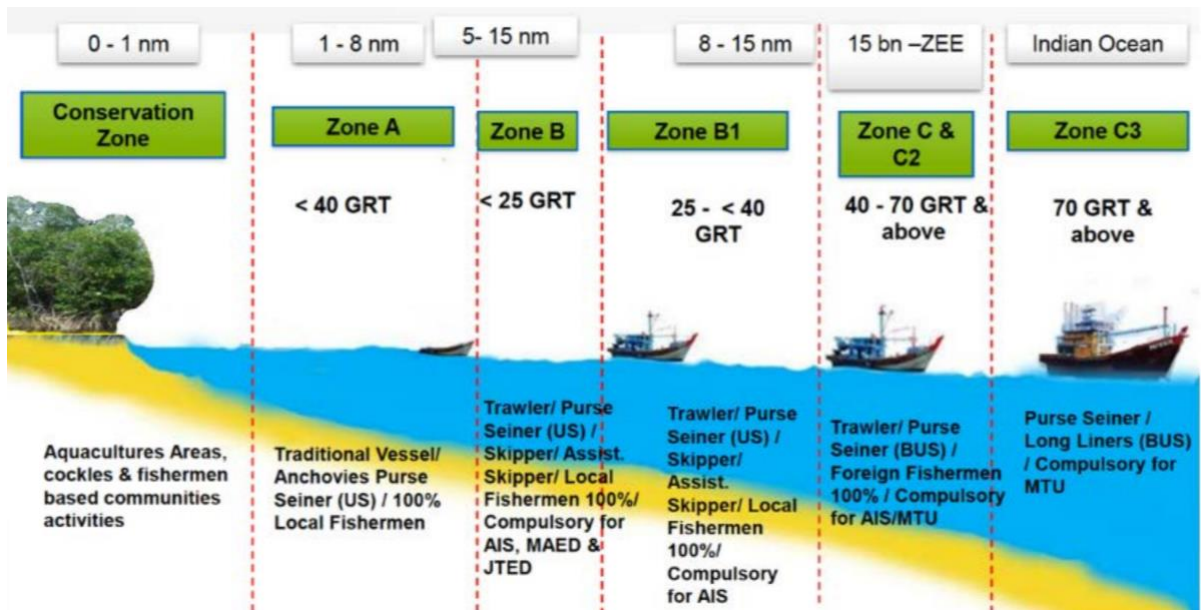 0 - 1 nm
1 - 8 nm
5- 15 nm
8 - 15 nm
15 bn –ZEE
Indian Ocean
Conservation
Zone
Zone A
Zone B
Zone B1
Zone C &
C2
Zone C3
< 40 GRT
< 25 GRT
25 - < 40
GRT
40 - 70 GRT &
above
70 GRT &
above
Aquacultures Areas,
cockles & fishermen
based communities
activities
Traditional Vessel/
Anchovies Purse
Seiner (US) / 100%
Local Fishermen
Trawler/ Purse
Seiner (US) /
Skipper/ Assist.
Skipper/ Local
Fishermen 100%/
Compulsory for
AIS, MAED &
JTED
Trawler/ Purse
Seiner (US) /
Skipper/
Assist.
Skipper/ Local
Fishermen
100%/
Compulsory
for AIS
Trawler/ Purse
Seiner (BUS) /
Foreign Fishermen
100% / Compulsory
for AIS/MTU
Purse Seiner /
Long Liners (BUS)
/ Compulsory for
MTU